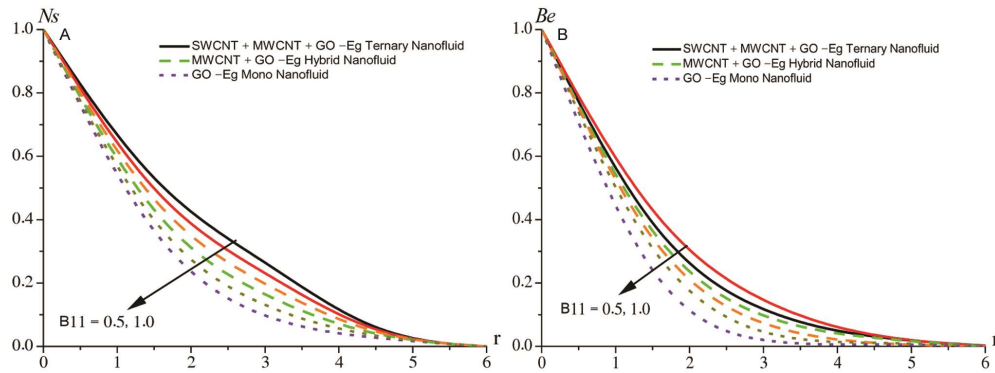 Ns
A
SWCNT + MWCNT + GO −Eg Ternary Nanofluid
MWCNT + GO −Eg Hybrid Nanofluid
GO −Eg Mono Nanofluid
1.0
0.8
0.6
0.4
0.2
0.0
B11 = 0.5, 1.0
r
0 1 2 3 4 5 6
Be
B
SWCNT + MWCNT + GO −Eg Ternary Nanofluid
MWCNT + GO −Eg Hybrid Nanofluid
GO −Eg Mono Nanofluid
1.0
0.8
0.6
0.4
0.2
0.0
B11 = 0.5, 1.0
r
0 1 2 3 4 5 6